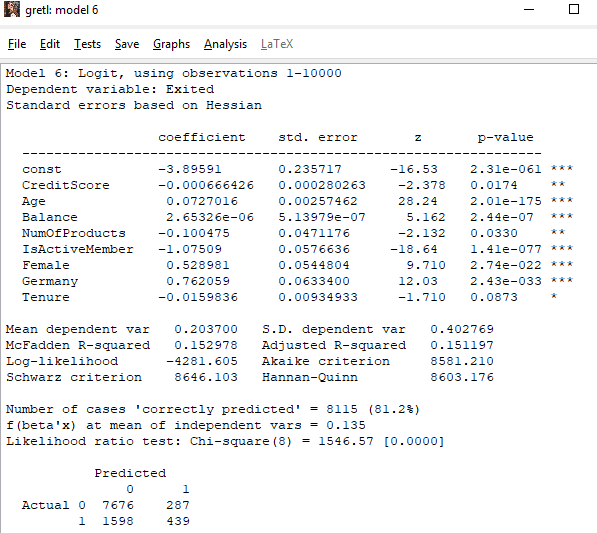 gretl: model 6
File Edit Tests Save Graphs Analysis LaTeX
Model 6: Logit, using observations 1-10000
Dependent variable: Exited
Standard errors based on Hessian
coefficient std. error z p-value
---------------------------------------------------------------
const -3.89591 0.235717 -16.53 2.31e-061 ***
CreditScore -0.000666426 0.000280263 -2.378 0.0174 **
Age 0.0727016 0.00257462 28.24 2.01e-175 ***
Balance 2.65326e-06 5.13979e-07 5.162 2.44e-07 ***
NumOfProducts -0.100475 0.0471176 -2.132 0.0330 **
IsActiveMember -1.07509 0.0576636 -18.64 1.41e-077 ***
Female 0.528981 0.0544804 9.710 2.74e-022 ***
Germany 0.762059 0.0633400 12.03 2.43e-033 ***
Tenure -0.0159836 0.00934933 -1.710 0.0873 *
Mean dependent var 0.203700 S.D. dependent var 0.402769
McFadden R-squared 0.152978 Adjusted R-squared 0.151197
Log-likelihood -4281.605 Akaike criterion 8581.210
Schwarz criterion 8646.103 Hannan-Quinn 8603.176
Number of cases 'correctly predicted' = 8115 (81.2%)
f(beta'x) at mean of independent vars = 0.135
Likelihood ratio test: Chi-square(8) = 1546.57 [0.0000]
Predicted
0 1
Actual 0 7676 287
1 1598 439